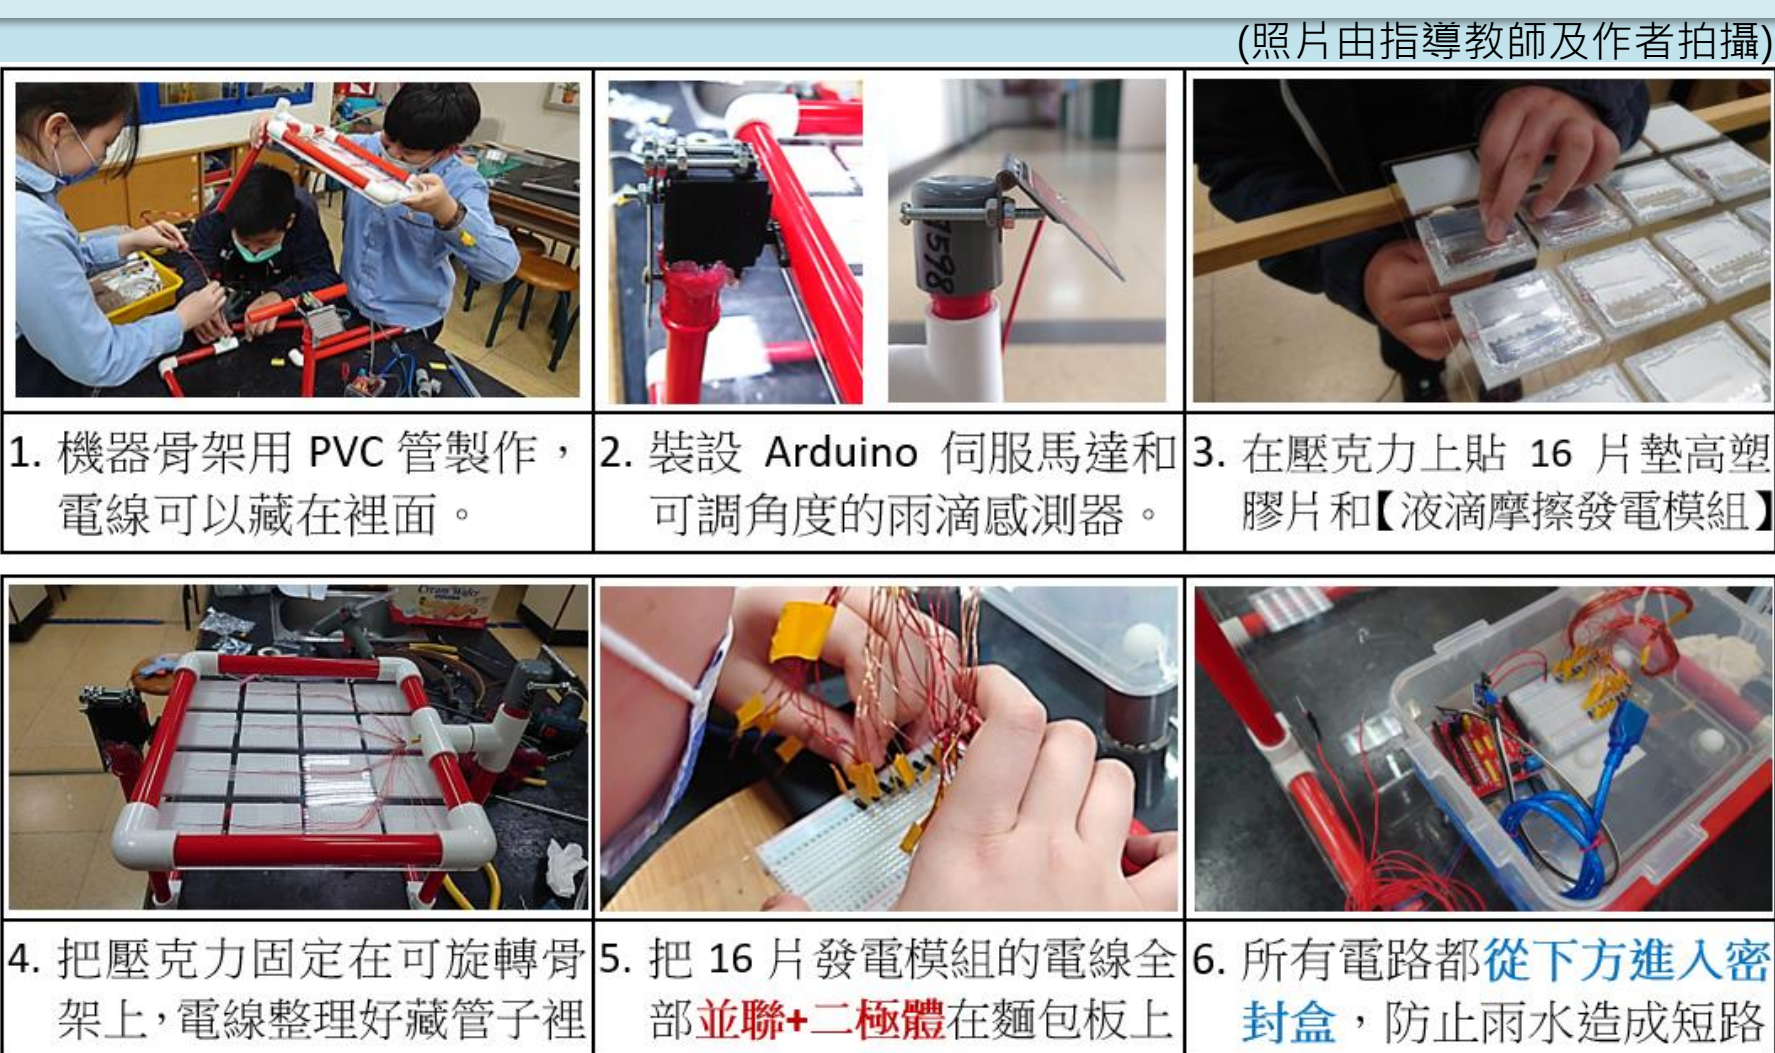 (照片由指導教師及作者拍攝)
7598
1. 機器骨架用 PVC 管製作，
電線可以藏在裡面。
2. 裝設 Arduino 伺服馬達和
可調角度的雨滴感測器。
3. 在壓克力上貼 16 片墊高塑
膠片和【液滴摩擦發電模組】
Cream Wafer
4. 把壓克力固定在可旋轉骨
架上，電線整理好藏管子裡
5. 把 16 片發電模組的電線全
部並聯+二極體在麵包板上
6. 所有電路都從下方進入密
封盒，防止雨水造成短路